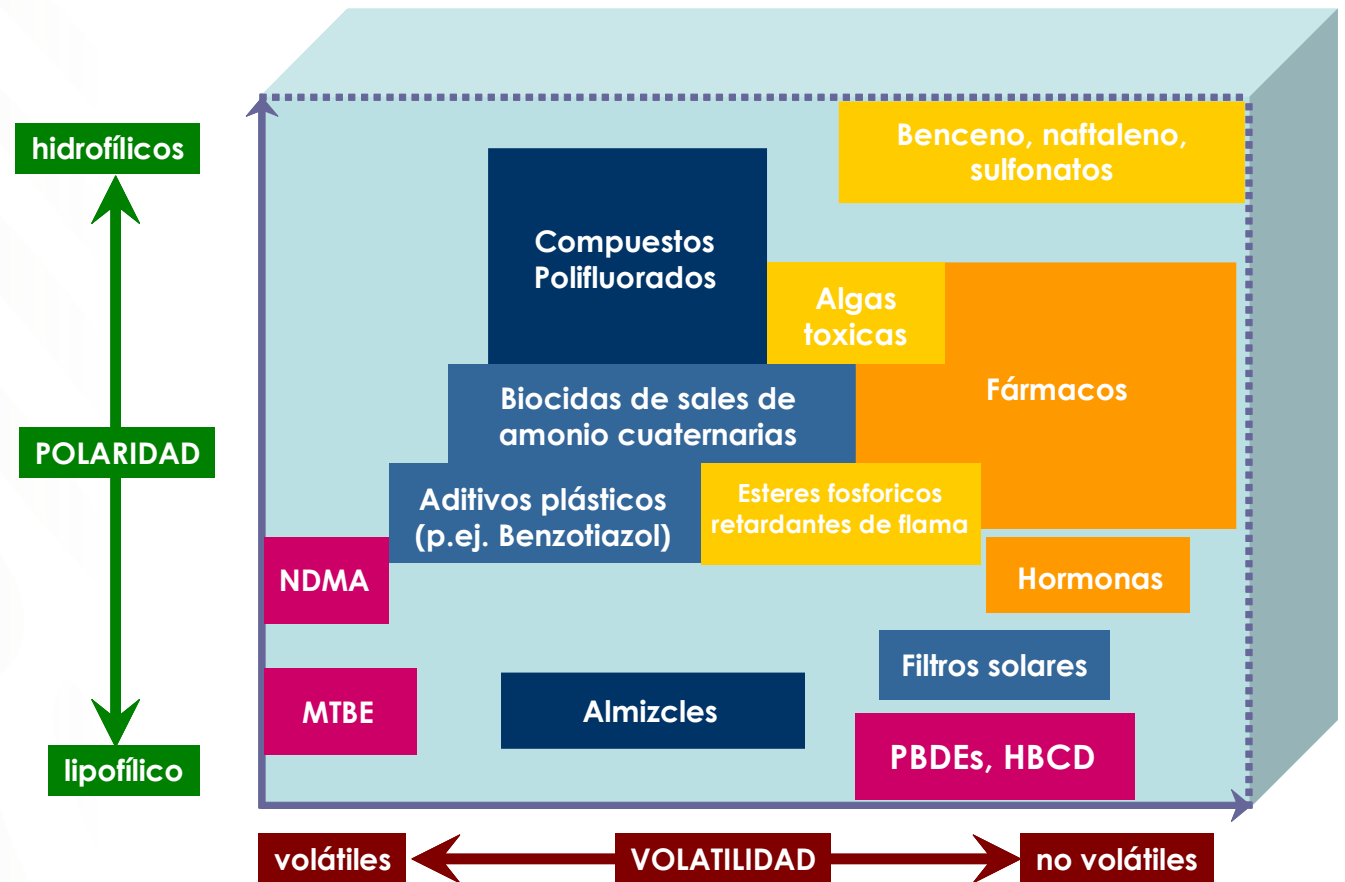 hidrofílicos
POLARIDAD
lipofílico
Benceno, naftaleno,
sulfonatos
Compuestos
Polifluorados
Algas
toxicas
Fármacos
Biocidas de sales de
amonio cuaternarias
Aditivos plásticos
(p.ej. Benzotiazol)
Esteres fosforicos
retardantes de flama
NDMA
Hormonas
Filtros solares
MTBE
Almizcles
PBDEs, HBCD
volátiles
VOLATILIDAD
no volátiles